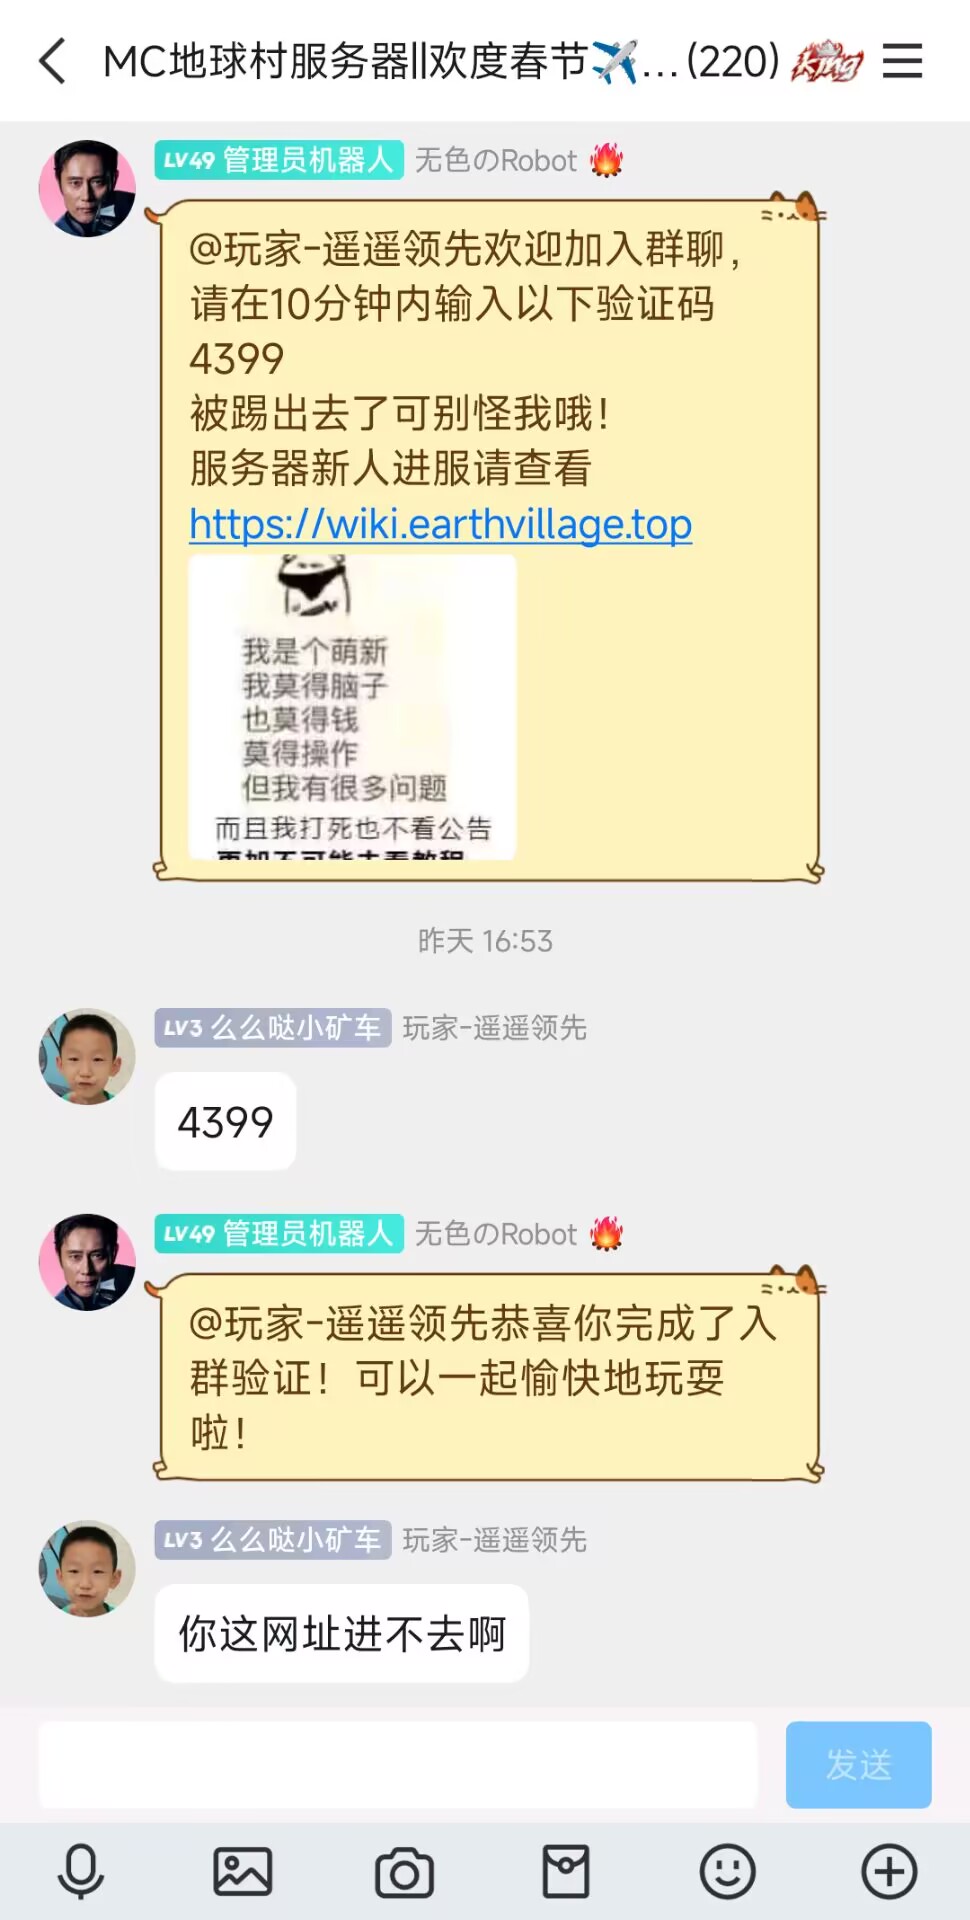 MC地球村服务器||欢度春节✈️...(220)
king
LV49 管理员机器人 无色のRobot 🔥
@玩家-遥遥领先欢迎加入群聊，
请在10分钟内输入以下验证码
4399
被踢出去了可别怪我哦！
服务器新人进服请查看
https://wiki.earthvillage.top
我是个萌新
我莫得脑子
也莫得钱
莫得操作
但我有很多问题
而且我打死也不看公告
更加不可能去看教程
昨天 16:53
LV3 么么哒小矿车 玩家-遥遥领先
4399
LV49 管理员机器人 无色のRobot 🔥
@玩家-遥遥领先恭喜你完成了入
群验证！可以一起愉快地玩耍
啦！
LV3 么么哒小矿车 玩家-遥遥领先
你这网址进不去啊
发送